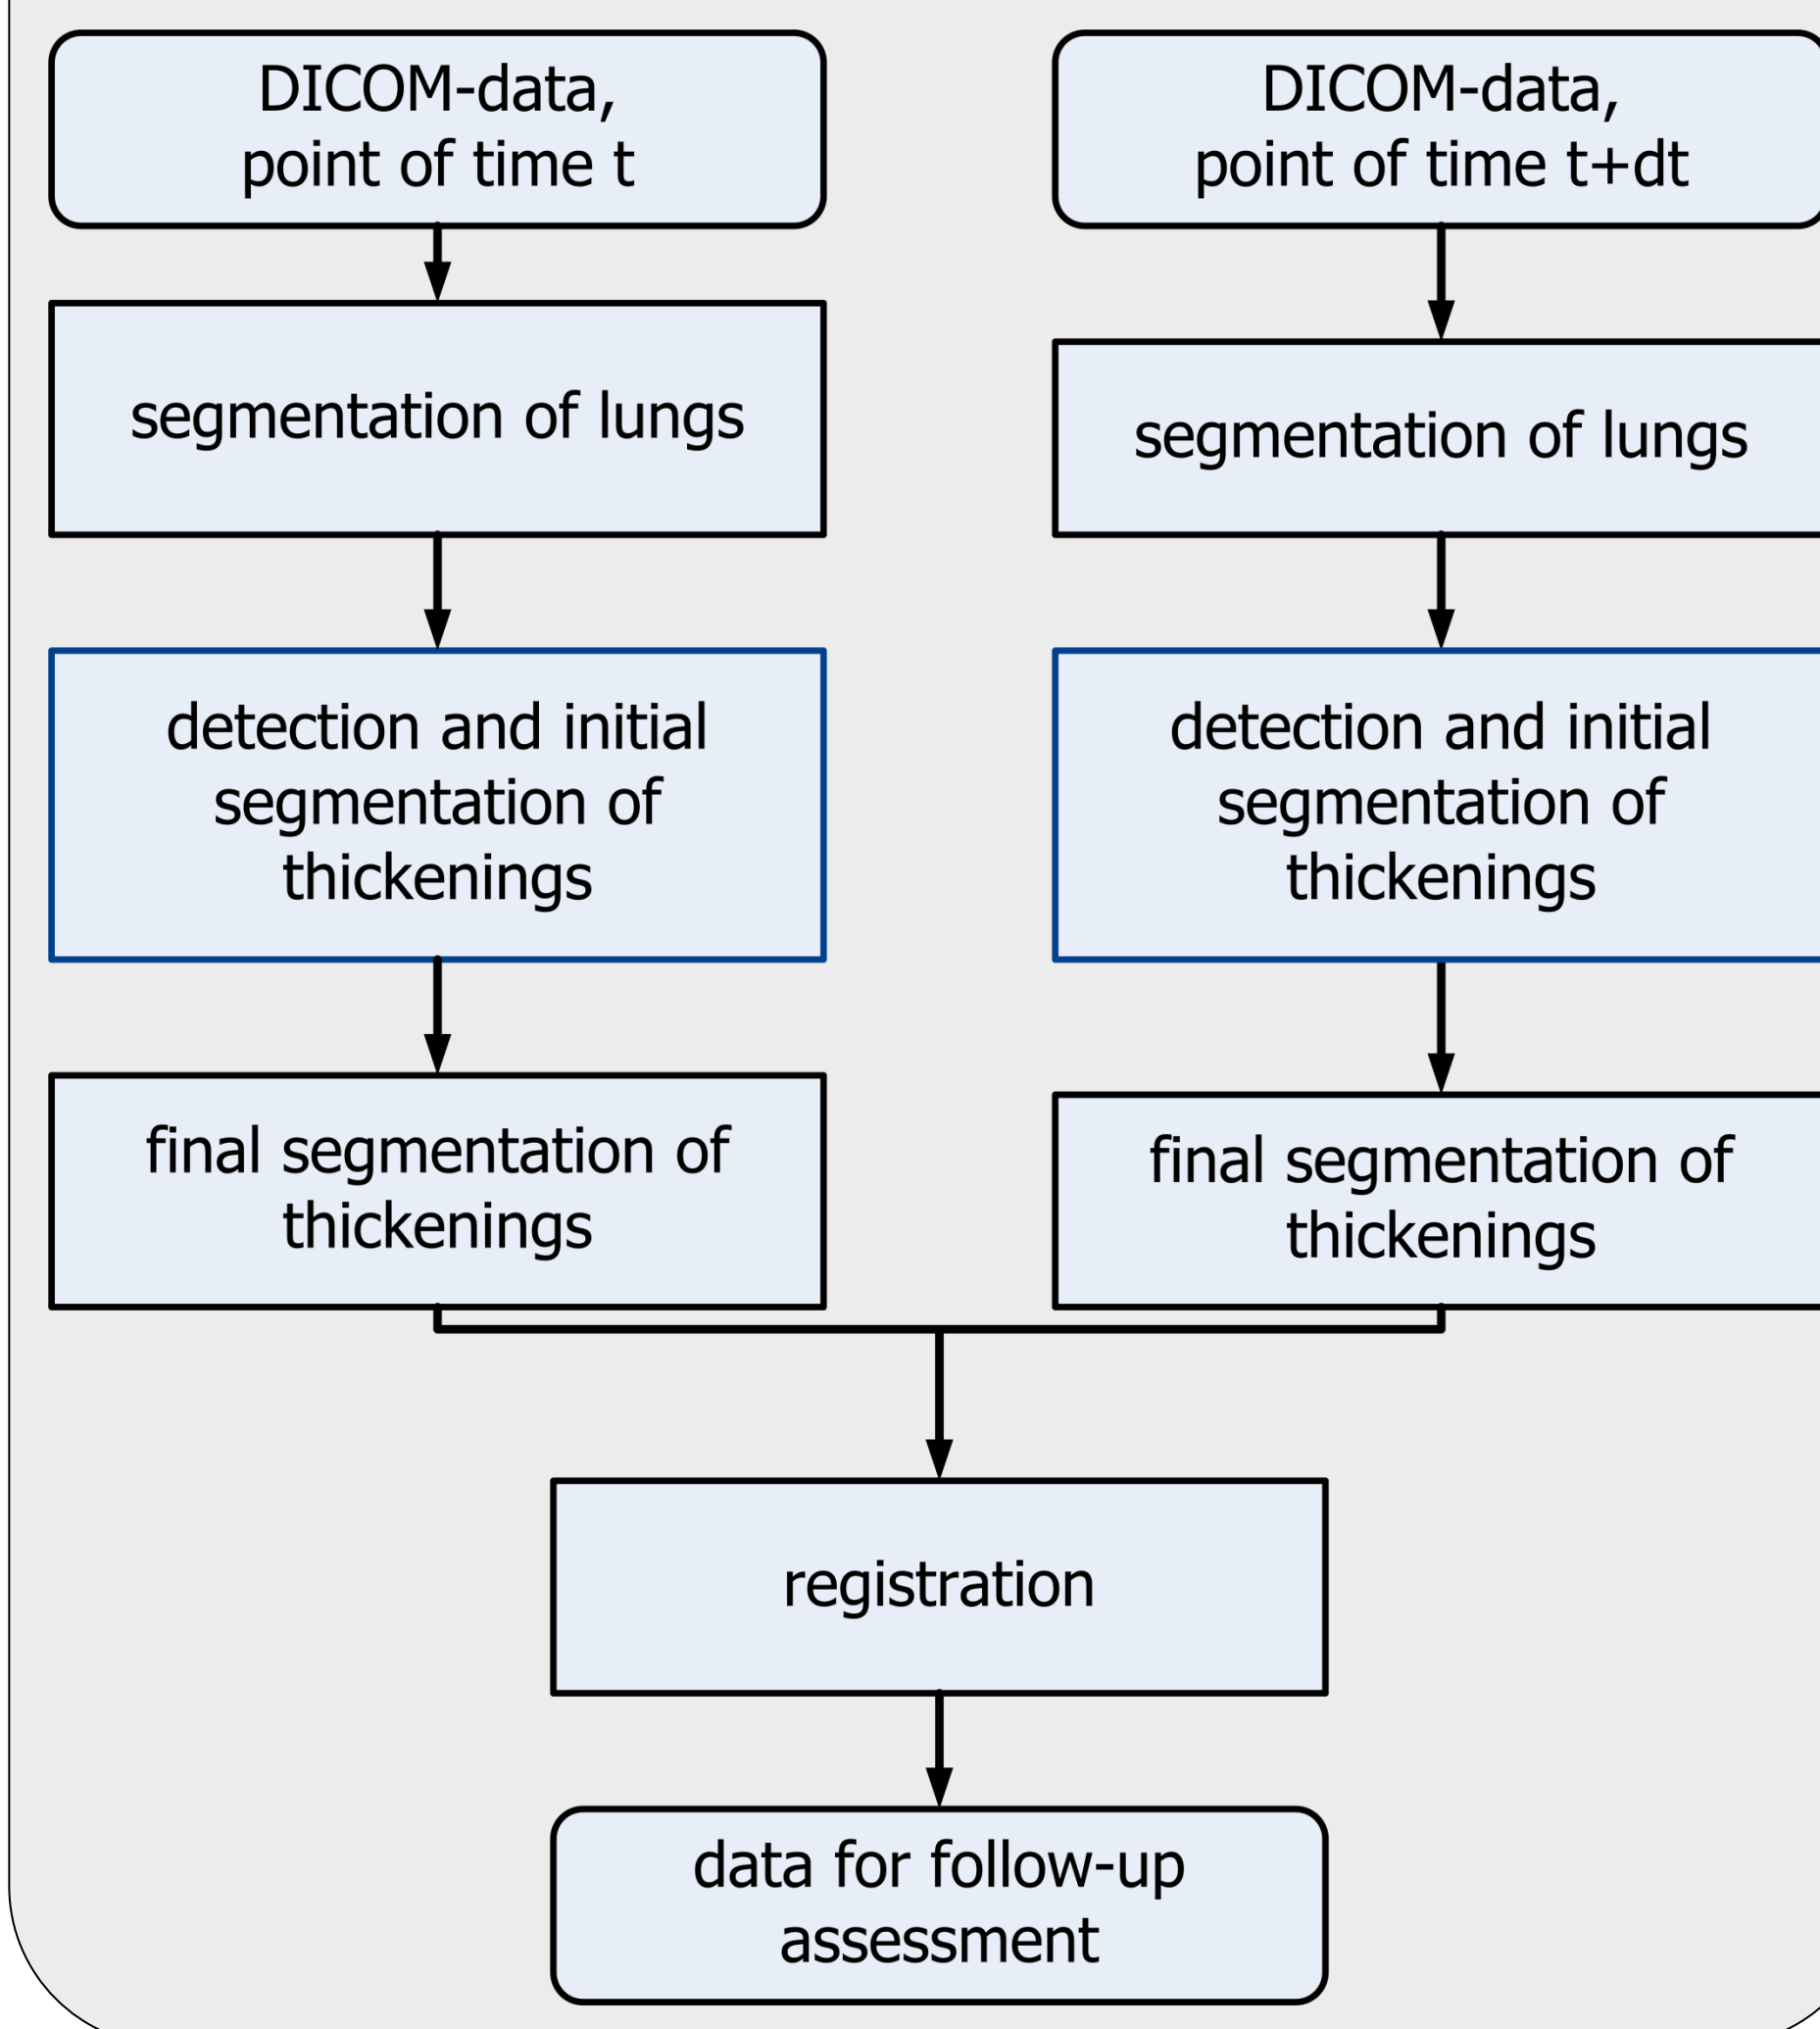 DICOM-data,
point of time t
DICOM-data,
point of time t+dt
segmentation of lungs
segmentation of lungs
detection and initial
segmentation of
thickenings
detection and initial
segmentation of
thickenings
final segmentation of
thickenings
final segmentation of
thickenings
registration
data for follow-up
assessment